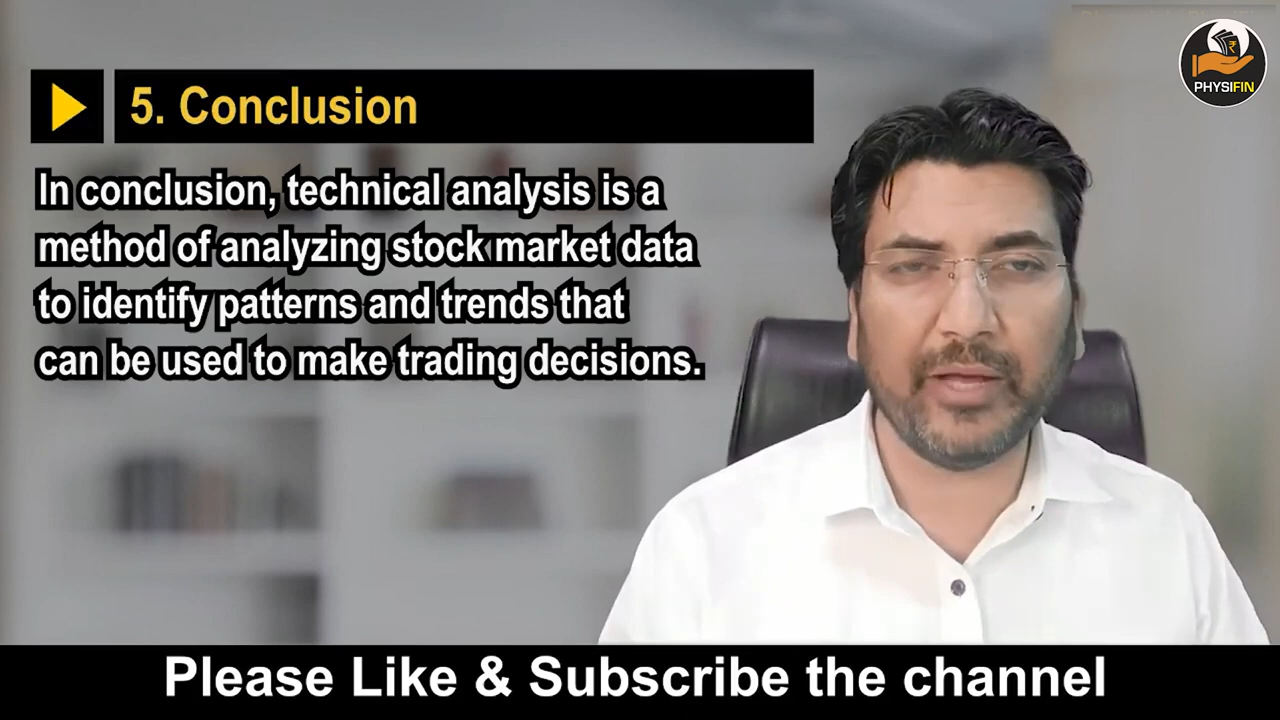 PHYSIFIN
5. Conclusion
In conclusion, technical analysis is a
method of analyzing stock market data
to identify patterns and trends that
can be used to make trading decisions.
Please Like & Subscribe the channel